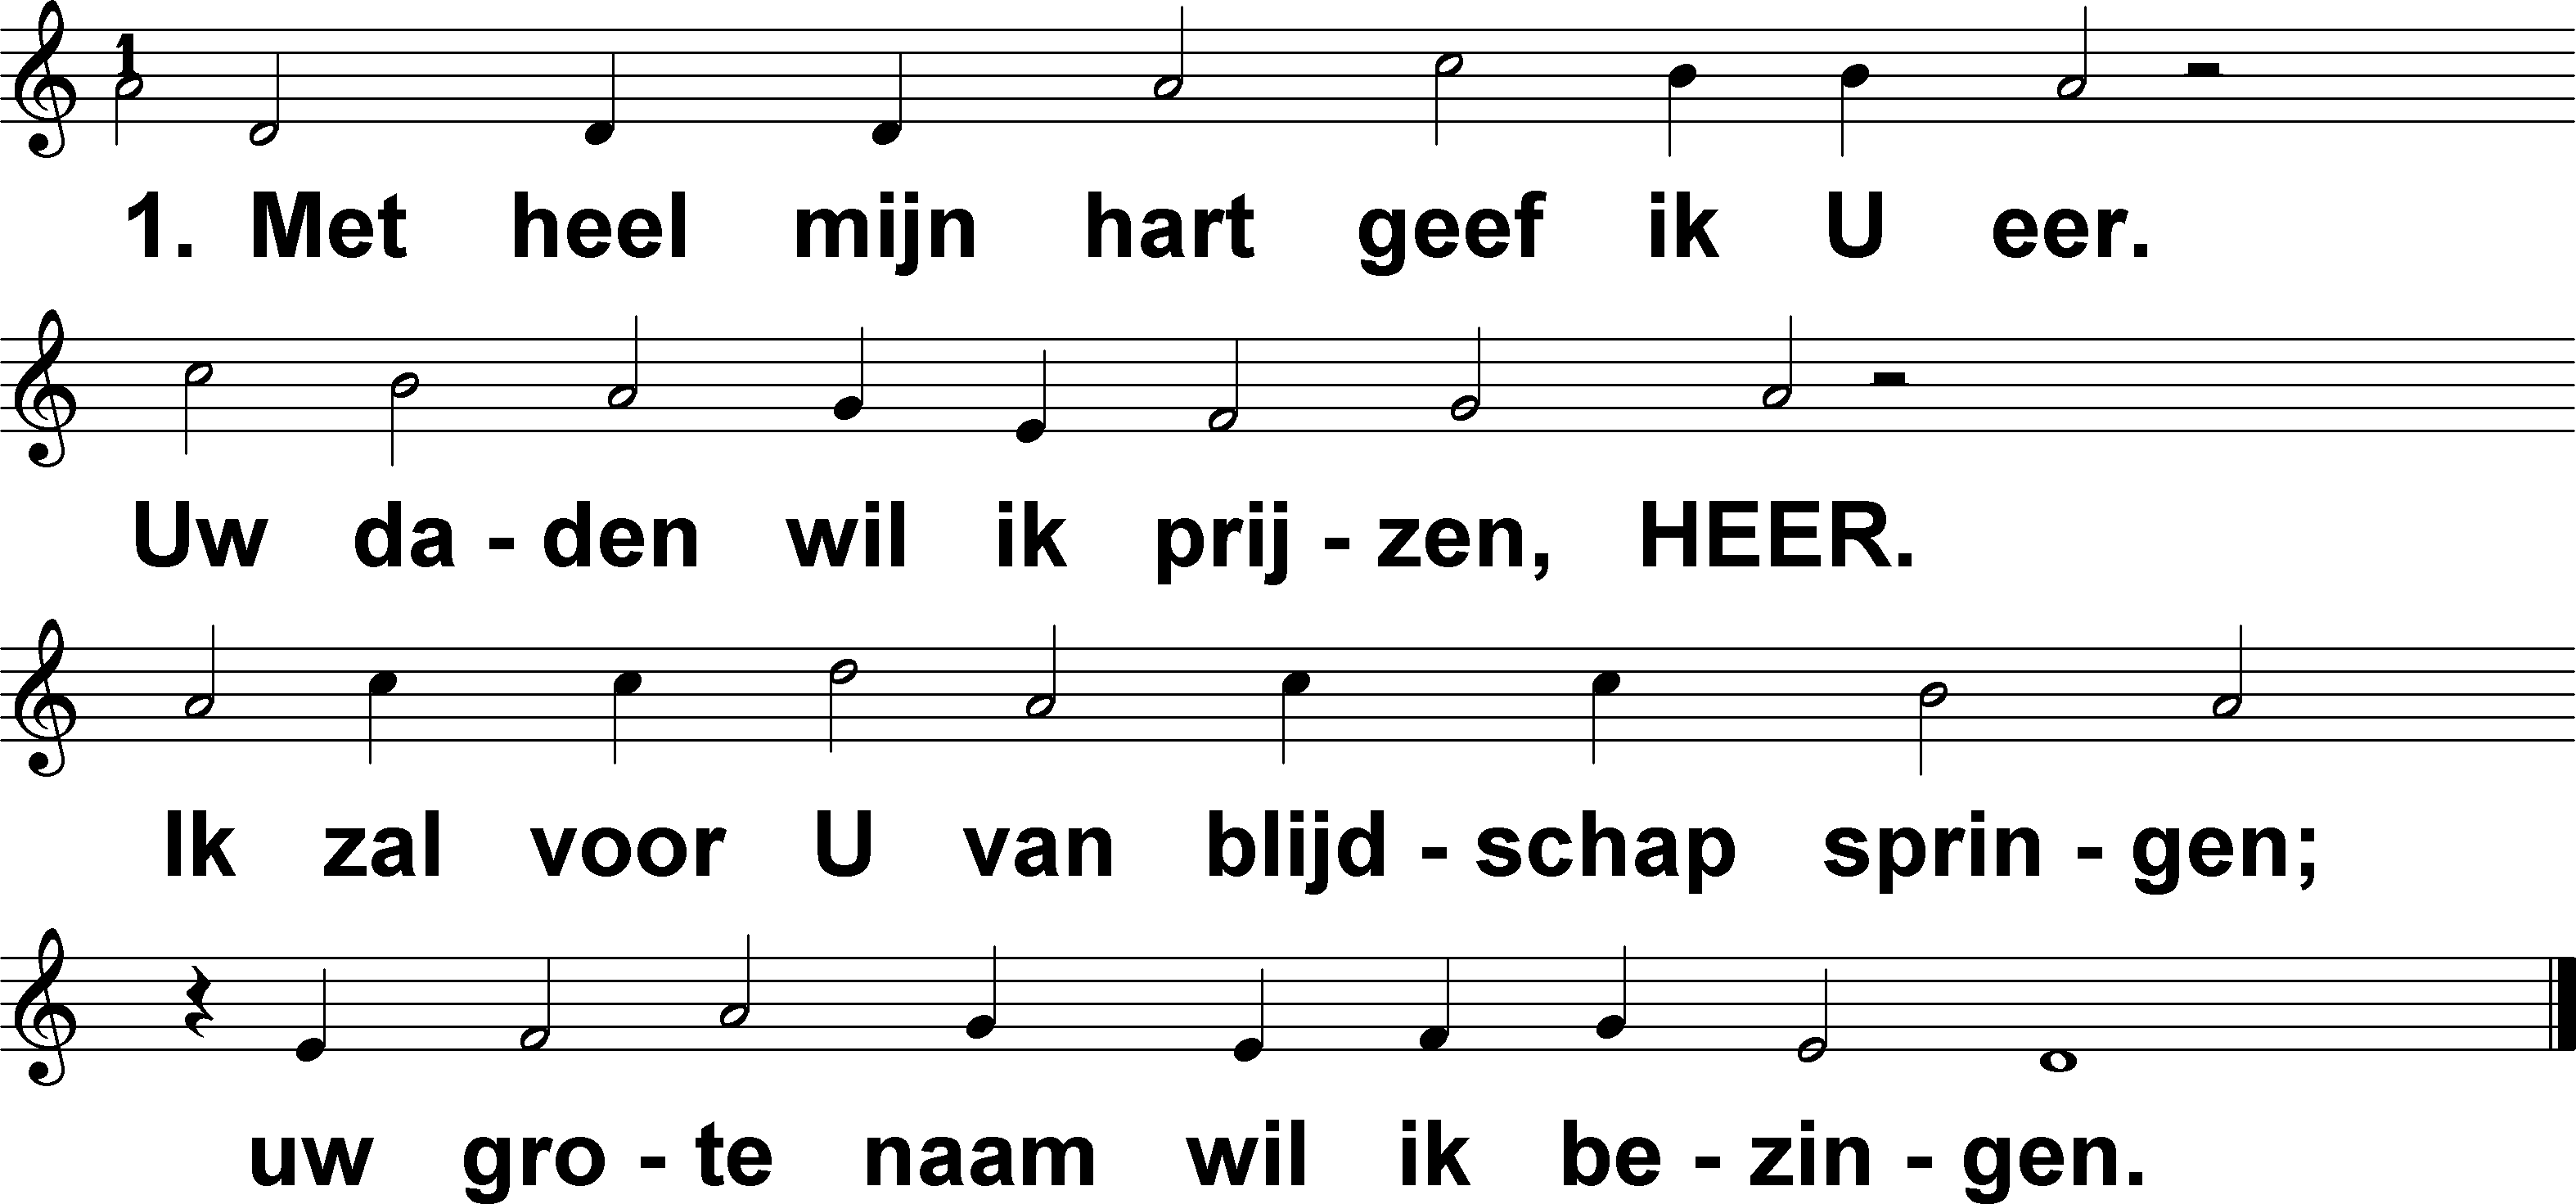 1
1. Met heel mijn hart geef ik U eer.
Uw da - den wil ik prij - zen, HEER.
Ik zal voor U van blijd - schap sprin - gen;
uw gro - te naam wil ik be - zin - gen.